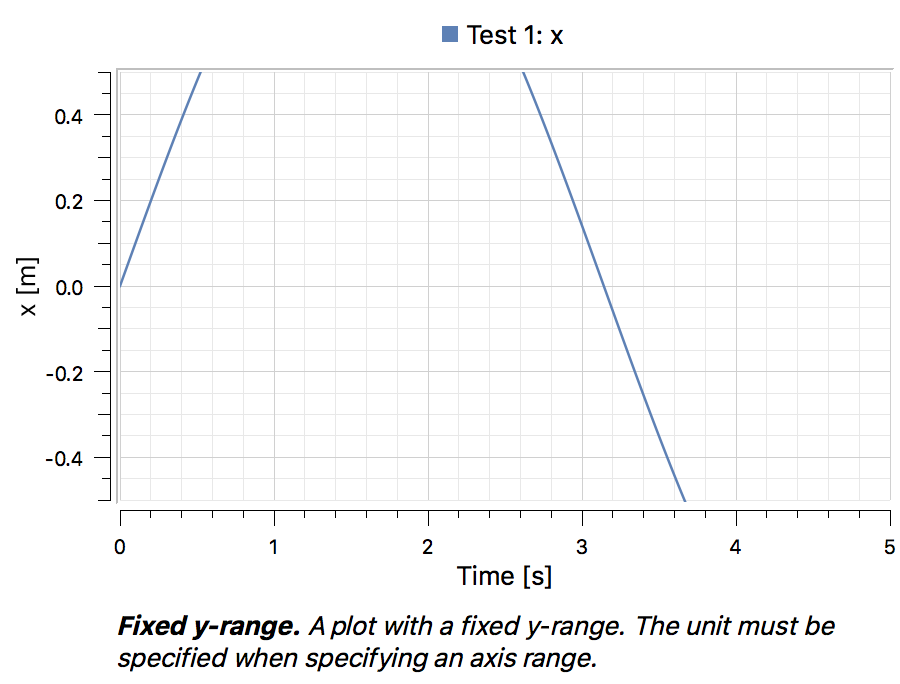 Test 1: x
0.4
0.2
0.0
-0.2
-0.4
x [m]
0 1 2 3 4 5
Time [s]
Fixed y-range. A plot with a fixed y-range. The unit must be
specified when specifying an axis range.